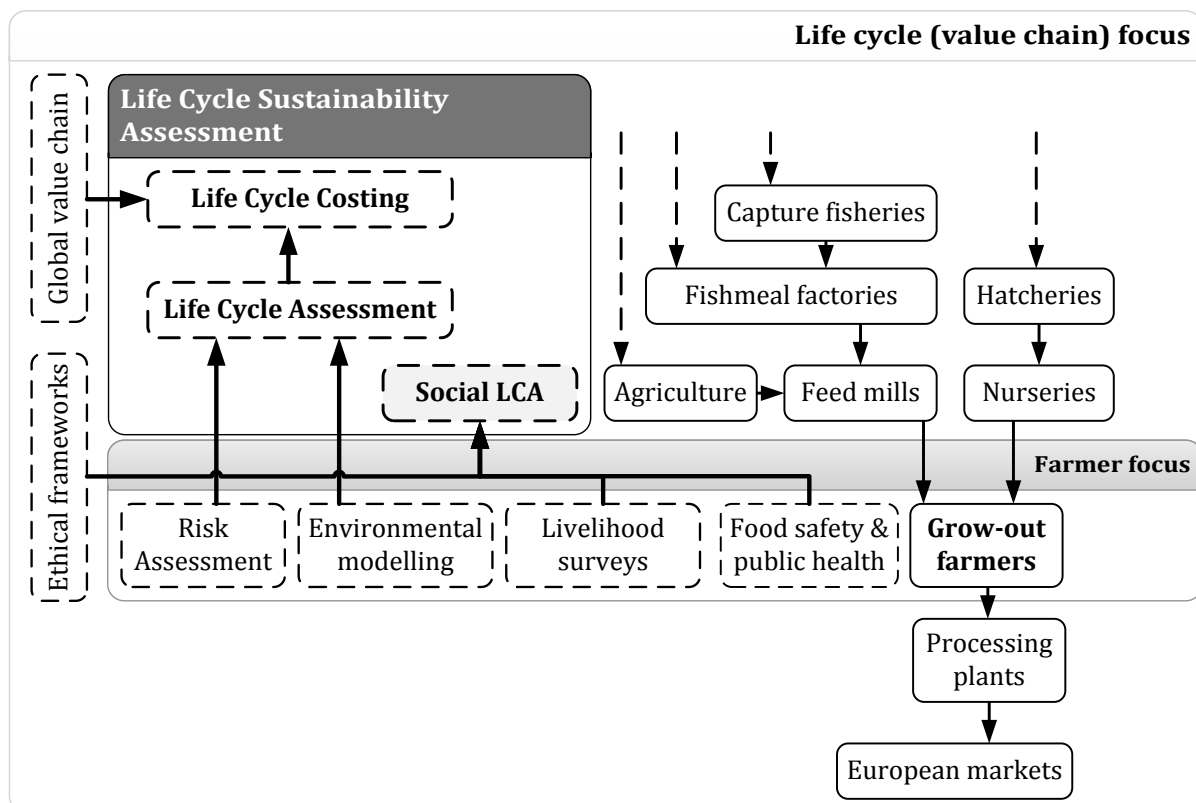 Life cycle (value chain) focus
Global value chain
Life Cycle Sustainability
Assessment
Life Cycle Costing
Capture fisheries
Life Cycle Assessment
Fishmeal factories
Hatcheries
Ethical frameworks
Social LCA
Agriculture
Feed mills
Nurseries
Farmer focus
Risk
Assessment
Environmental
modelling
Livelihood
surveys
Food safety &
public health
Grow-out
farmers
Processing
plants
European markets